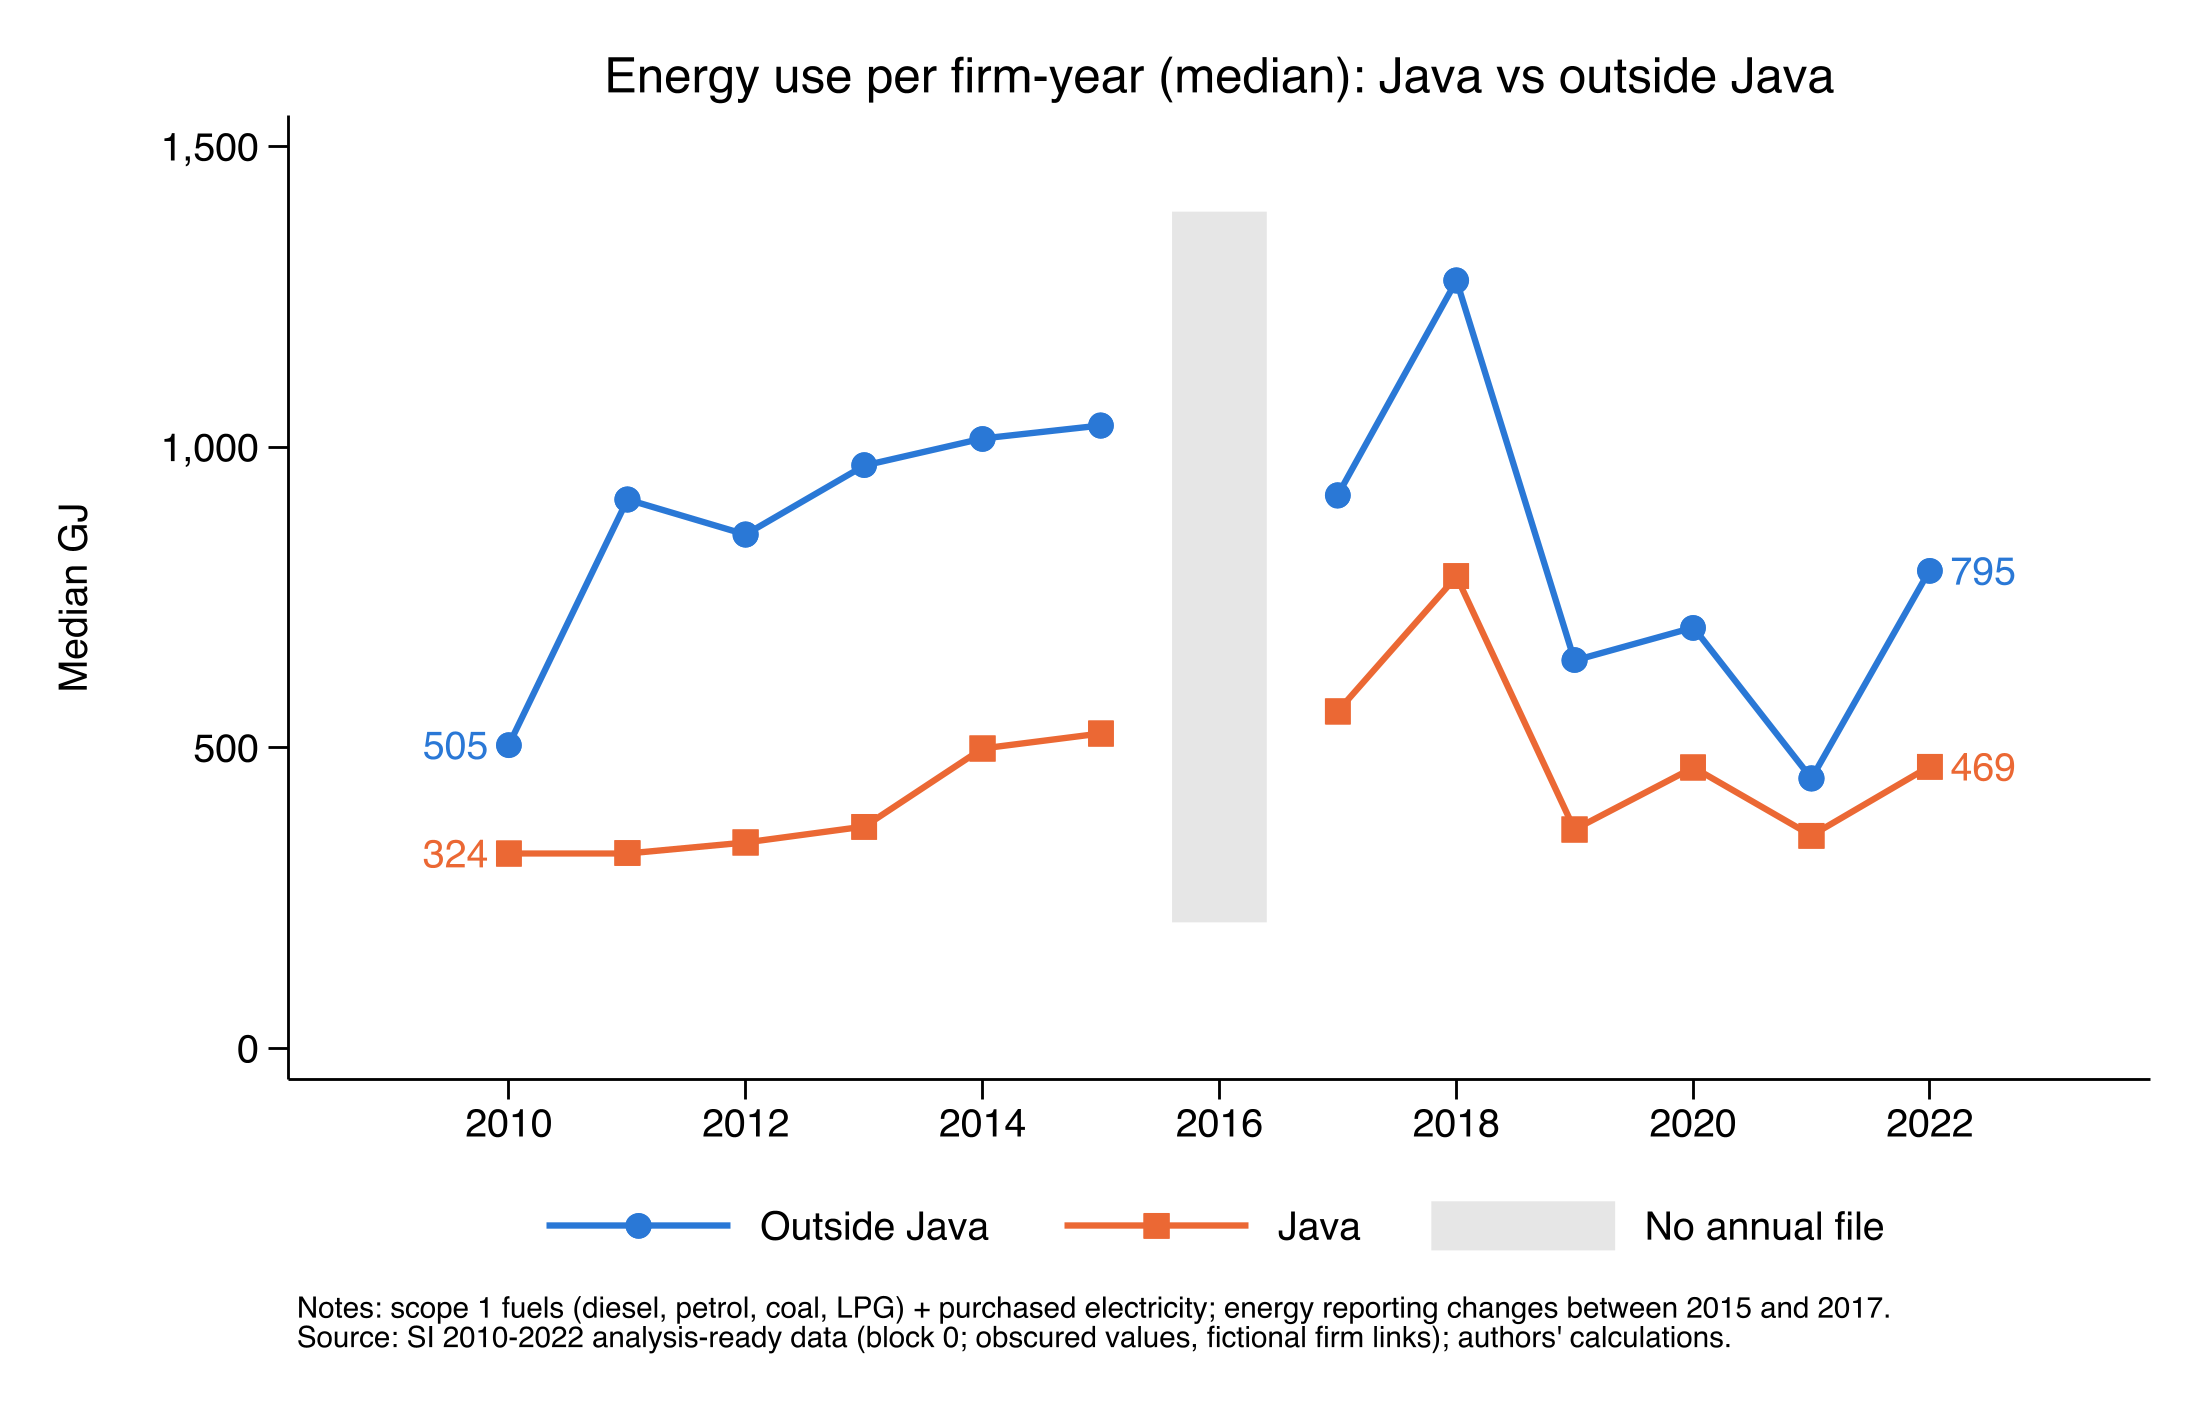 Energy use per firm-year (median): Java vs outside Java
1,500
1,000
500
0
Median GJ
505
324
795
469
2010 2012 2014 2016 2018 2020 2022
Outside Java Java No annual file
Notes: scope 1 fuels (diesel, petrol, coal, LPG) + purchased electricity; energy reporting changes between 2015 and 2017.
Source: SI 2010-2022 analysis-ready data (block 0; obscured values, fictional firm links); authors' calculations.